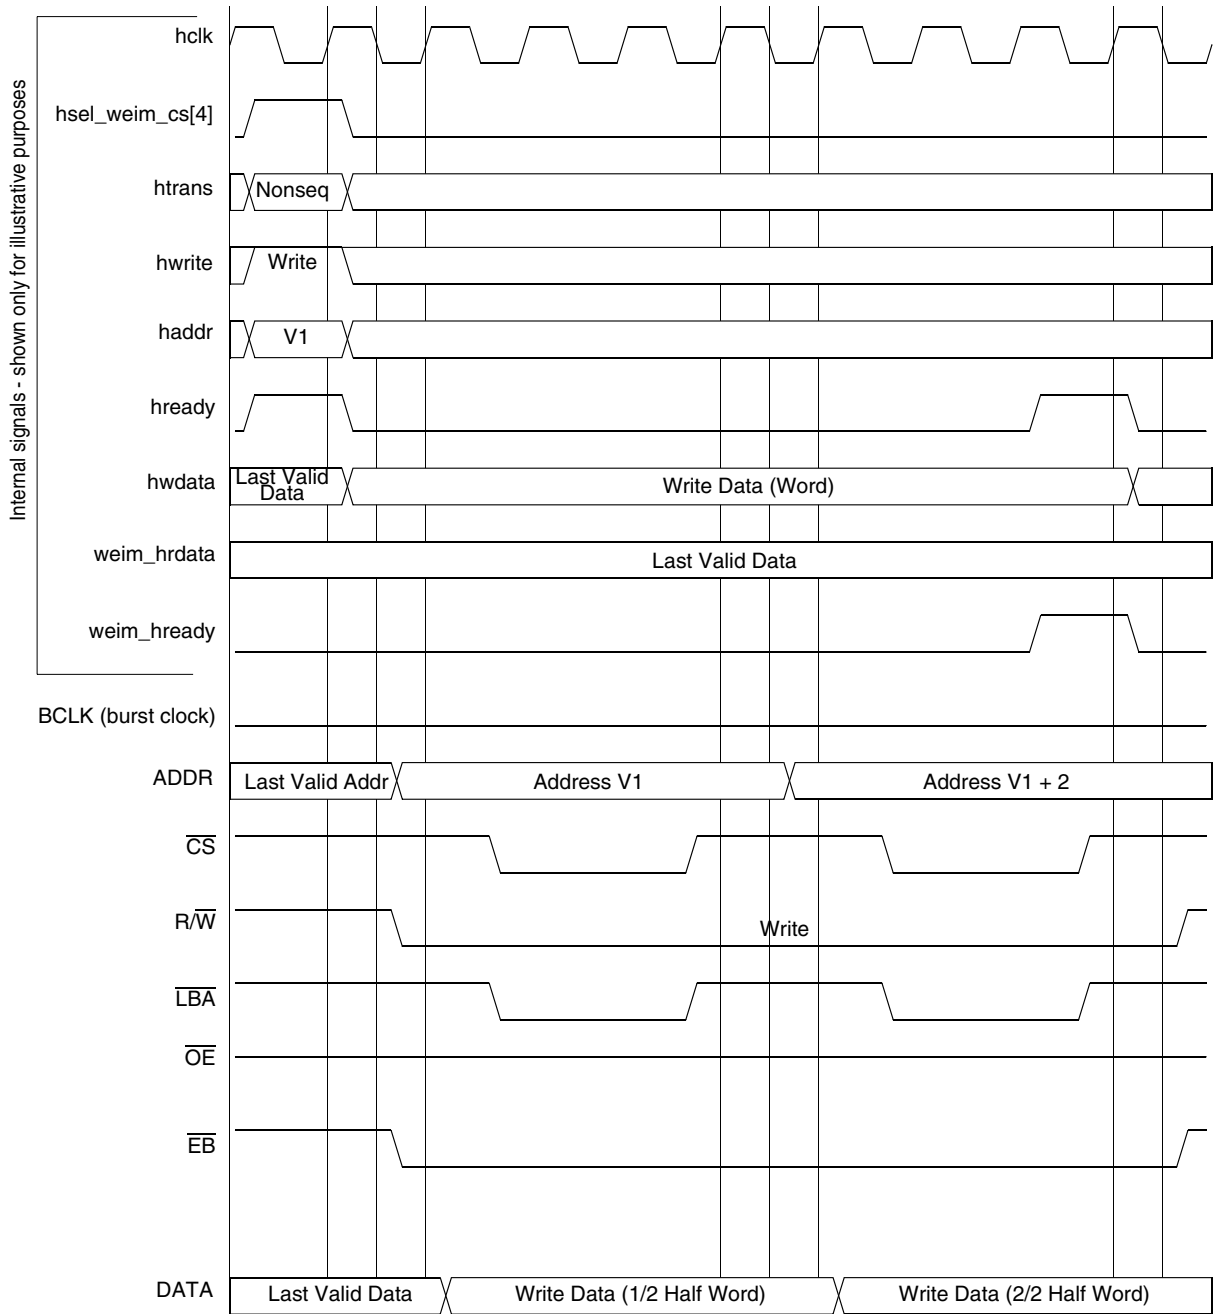 Internal signals - shown only for illustrative purposes
hclk
hsel_weim_cs[4]
htrans
Nonseq
hwrite
Write
haddr
V1
hready
hwdata
Last Valid
Data
Write Data (Word)
weim_hrdata
Last Valid Data
weim_hready
BCLK (burst clock)
ADDR
Last Valid Addr
Address V1
Address V1 + 2
CS
R/W
Write
LBA
OE
EB
DATA
Last Valid Data
Write Data (1/2 Half Word)
Write Data (2/2 Half Word)